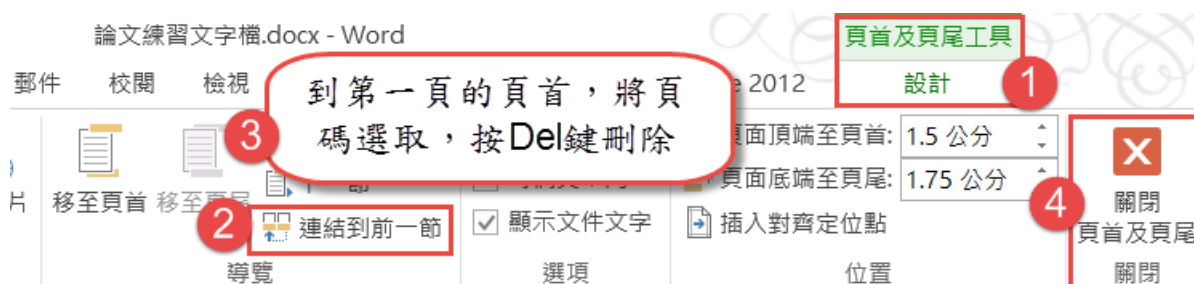 論文練習文字檔.docx - Word
頁首及頁尾工具
郵件 校閱 檢視 2012 設計 1
到第一頁的頁首，將頁
碼選取，按Del鍵刪除
3
頁面頂端至頁首: 1.5 公分
頁面底端至頁尾: 1.75 公分
片 移至頁首 移至頁尾
2 連結到前一節
顯示文件文字
插入對齊定位點
4
關閉
頁首及頁尾
導覽 選項 位置 關閉